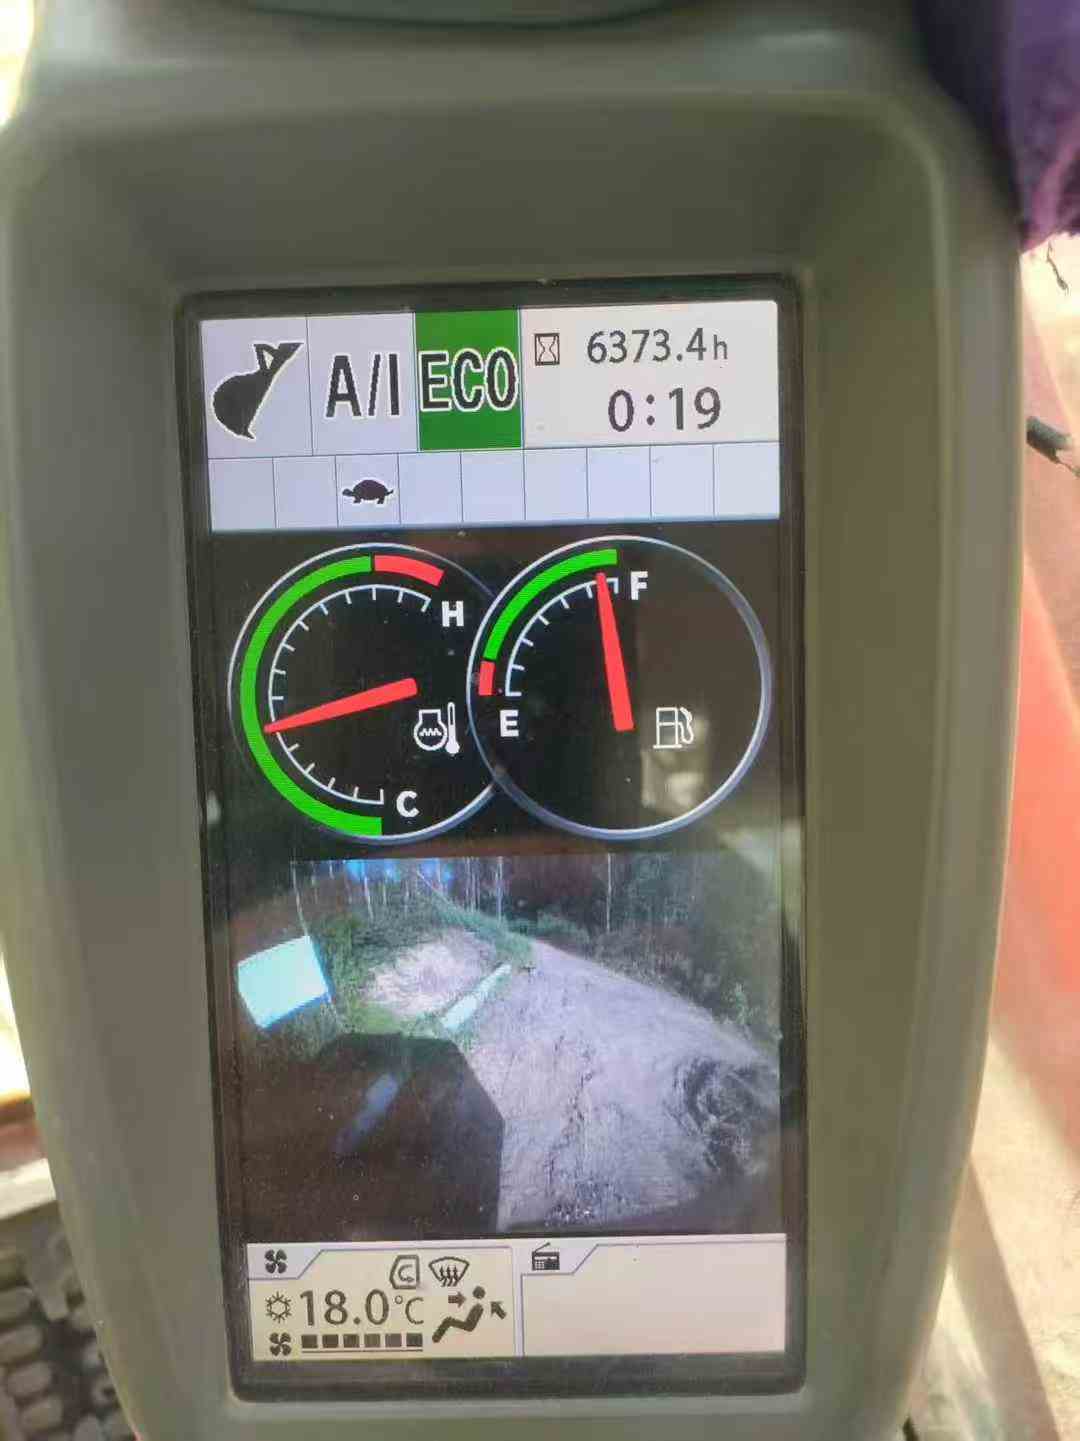 A/I ECO 6373.4h
0:19
H F
E
C
18.0°C